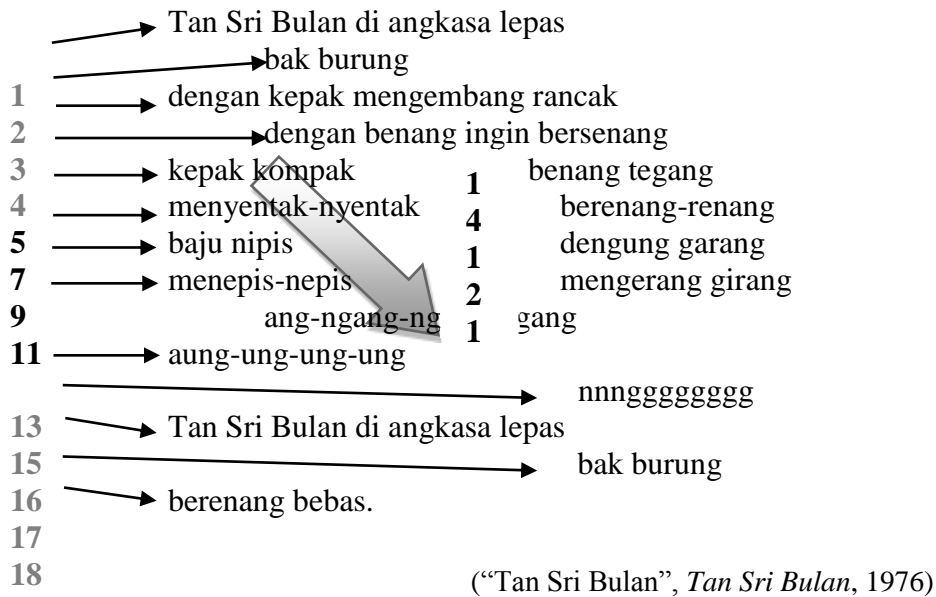 Tan Sri Bulan di angkasa lepas
bak burung
1 dengan kepak mengembang rancak
2 dengan benang ingin bersenang
3 kepak kompak 1 benang tegang
4 menyentak-nyentak 4 berenang-renang
5 baju nipis 1 dengung garang
7 menepis-nepis 2 mengerang girang
9 ang-ngang-ng 1 gang
11 aung-ung-ung-ung
nnnggggggggg
13 Tan Sri Bulan di angkasa lepas
15 bak burung
16 berenang bebas.
17
18 (“Tan Sri Bulan”, Tan Sri Bulan, 1976)